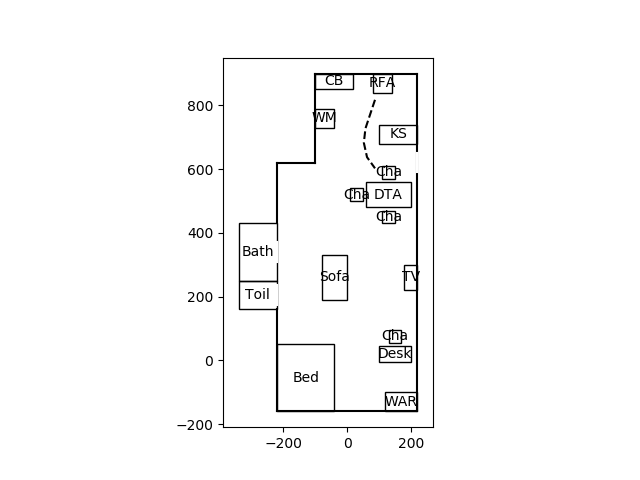 CB
RFA
800
WM
KS
600
Cha
Cha
DTA
Cha
400
Bath
Sofa
TV
Toil
200
Cha
Desk
0
Bed
WAR
−200
−200
0
200